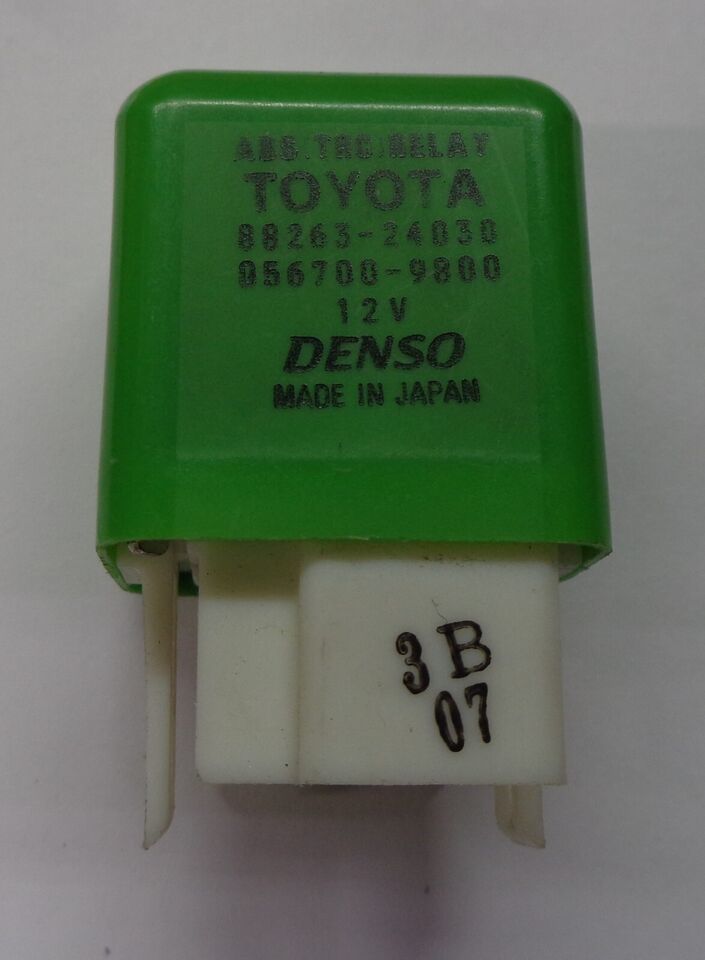 ABS.TRC RELAY
TOYOTA
88263-24030
056700-9800
12V
DENSO
MADE IN JAPAN
3B
07